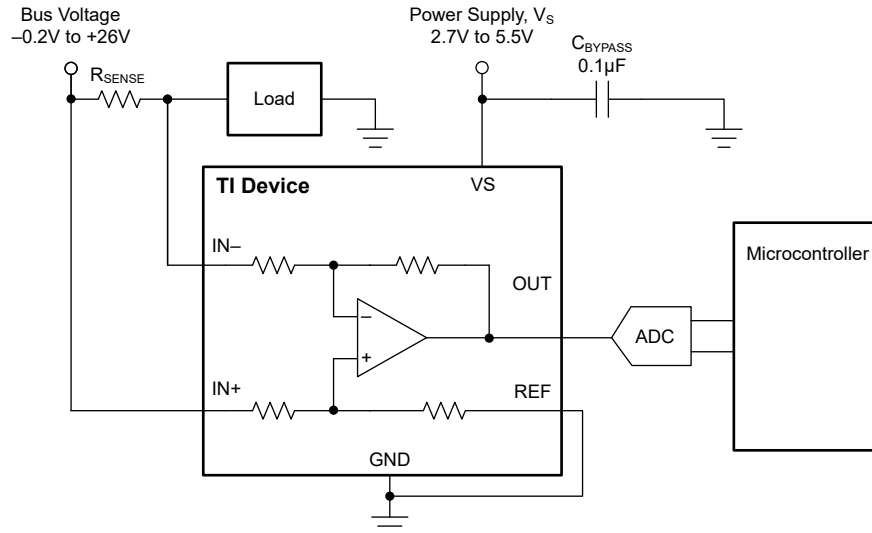 Bus Voltage
–0.2V to +26V
RSENSE
Load
Power Supply, VS
2.7V to 5.5V
CBYPASS
0.1µF
TI Device
VS
IN–
OUT
–
+
IN+
REF
GND
ADC
Microcontroller